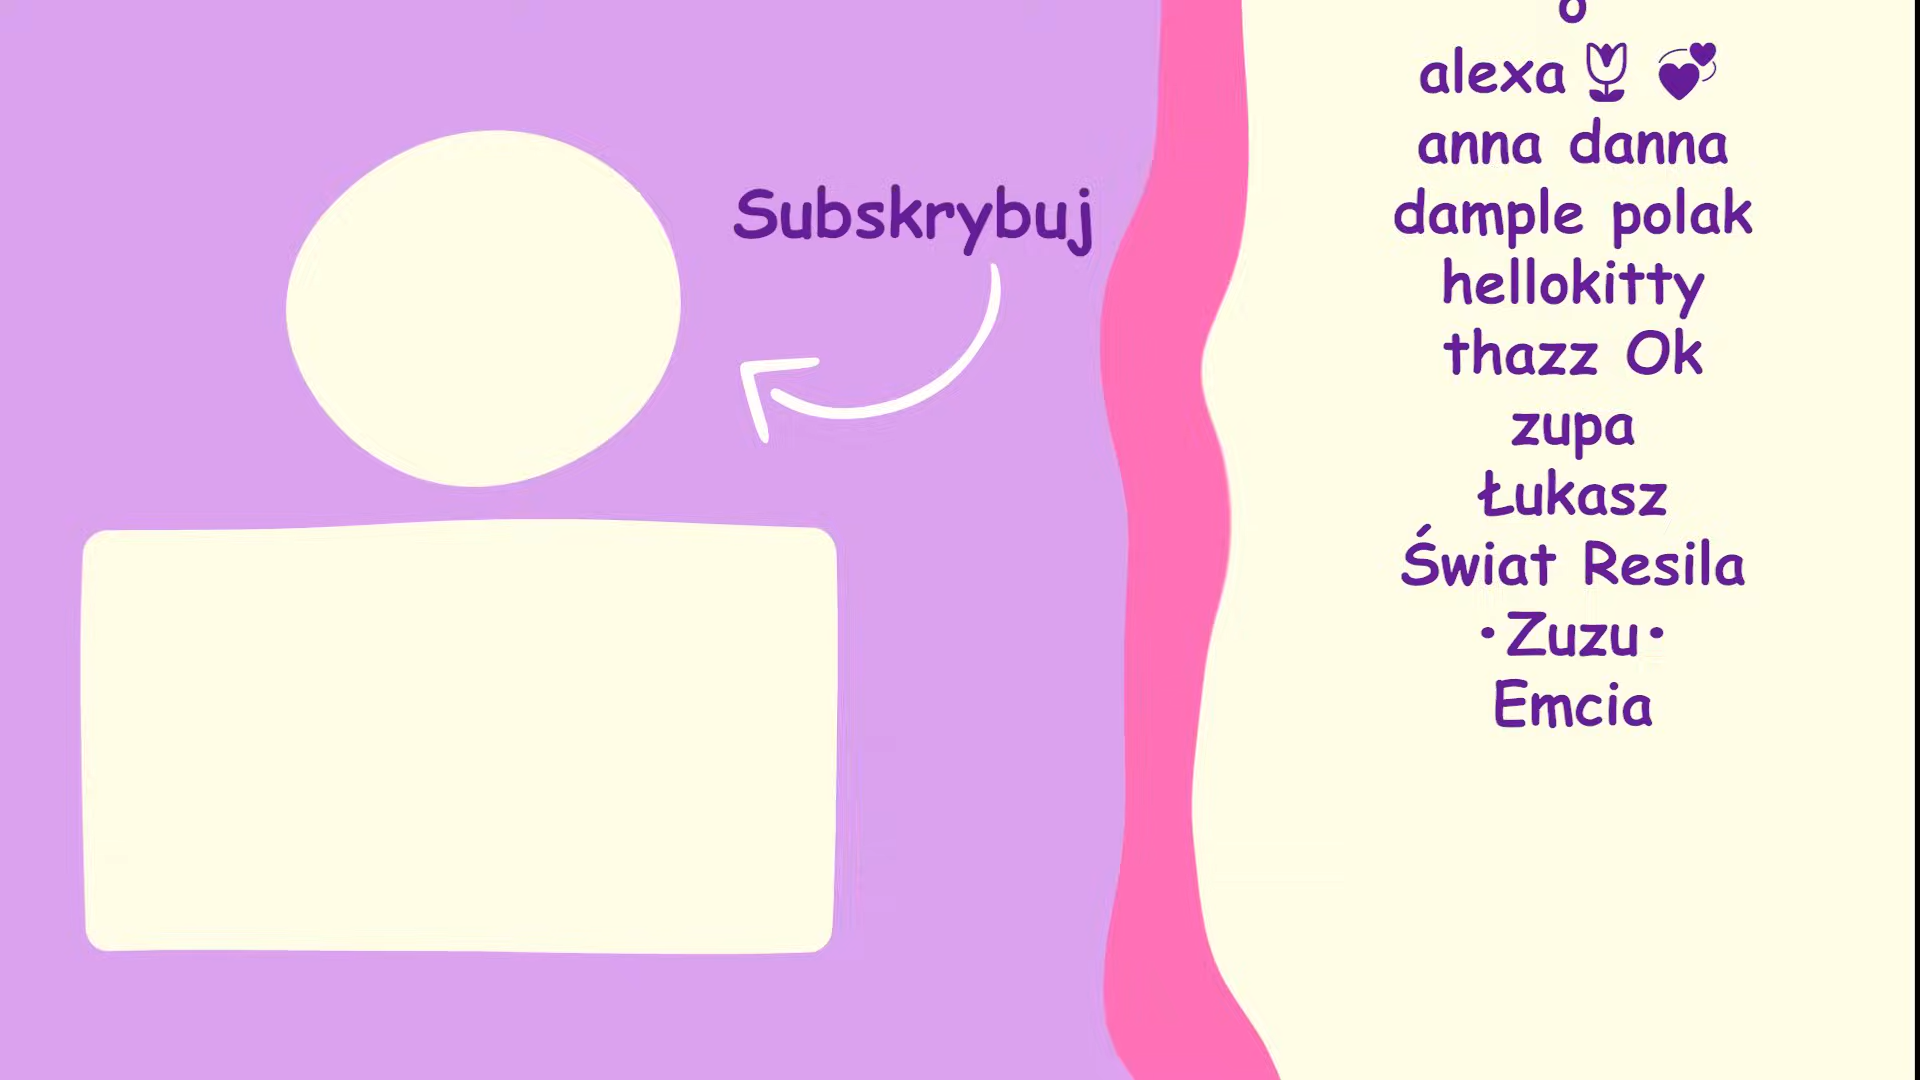 Subskrybuj
o
alexa🌷 💞
anna danna
dample polak
hellokitty
thazz Ok
zupa
Łukasz
Świat Resila
•Zuzu•
Emcia